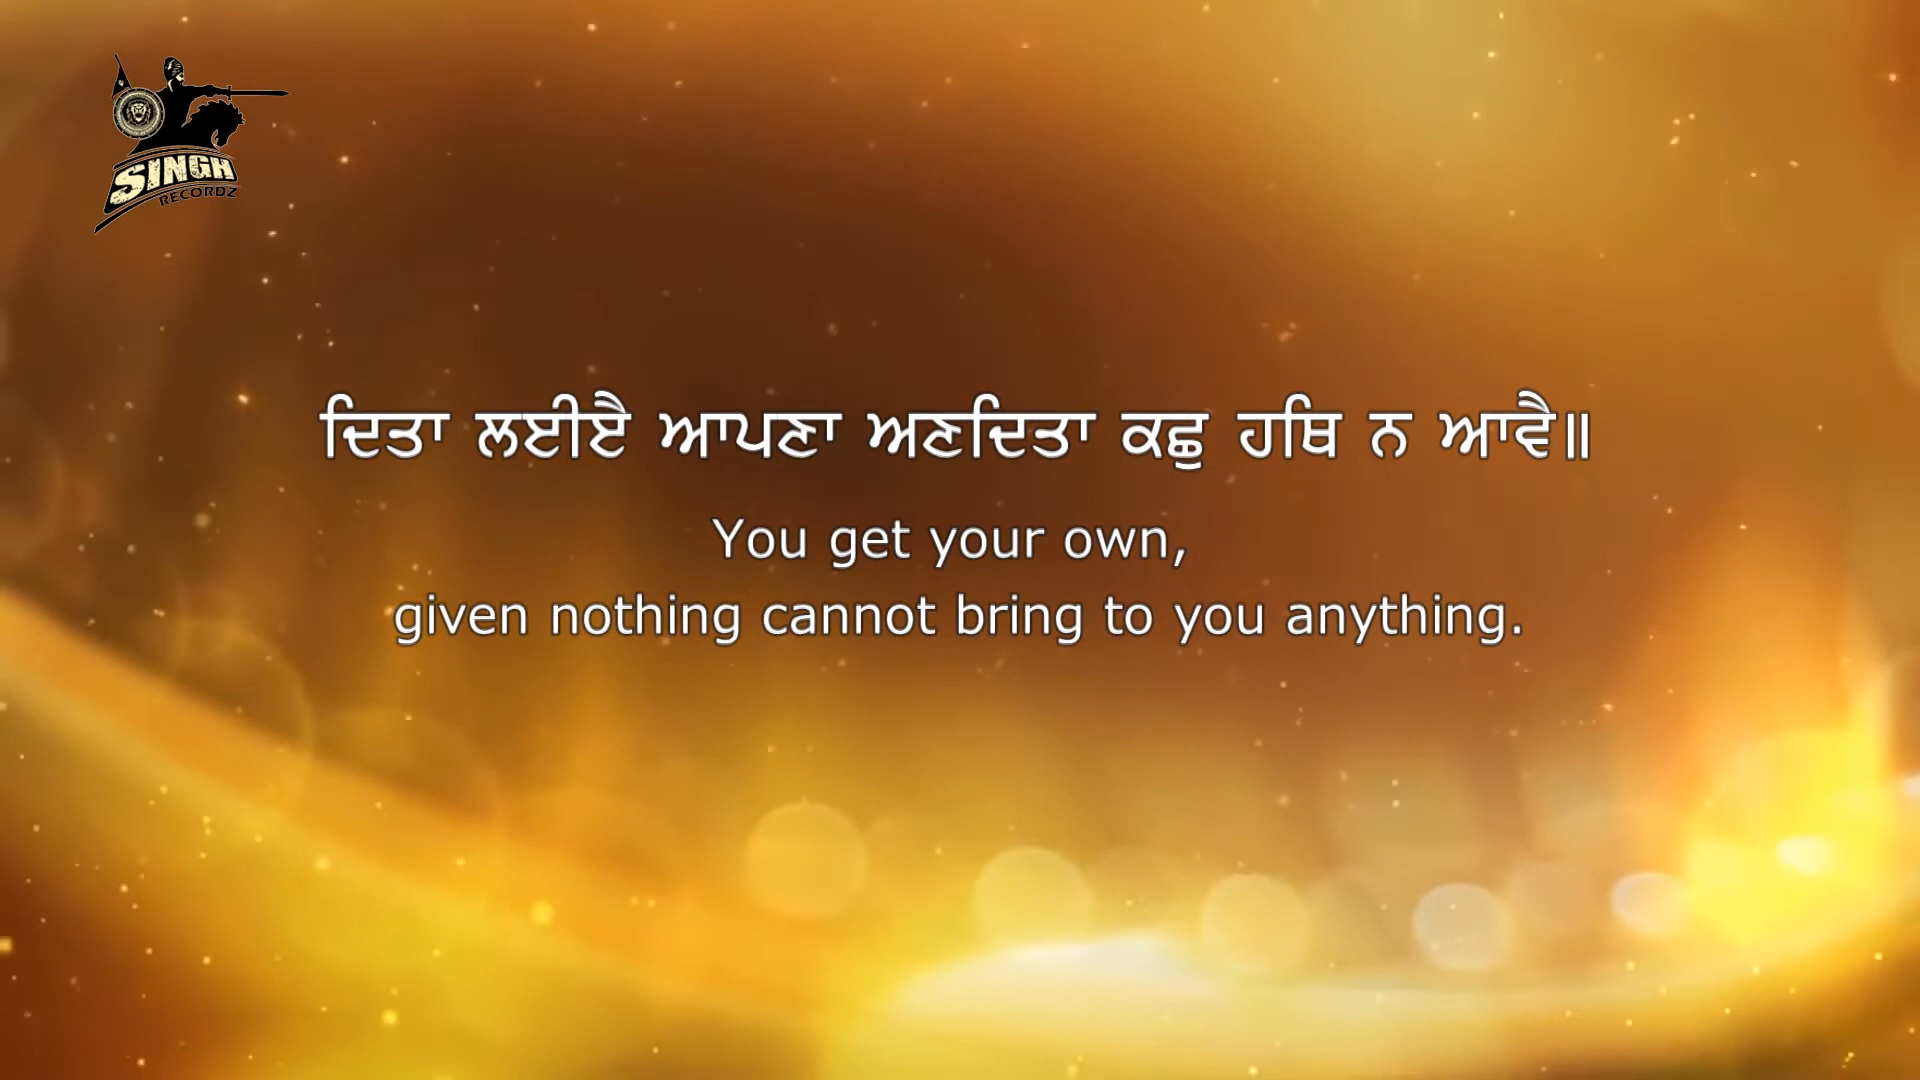 SINGH
RECORDZ
ਦਿਤਾ ਲਈਐ ਆਪਣਾ ਅਣਦਿਤਾ ਕਛੁ ਹਥਿ ਨ ਆਵੈ॥
You get your own,
given nothing cannot bring to you anything.